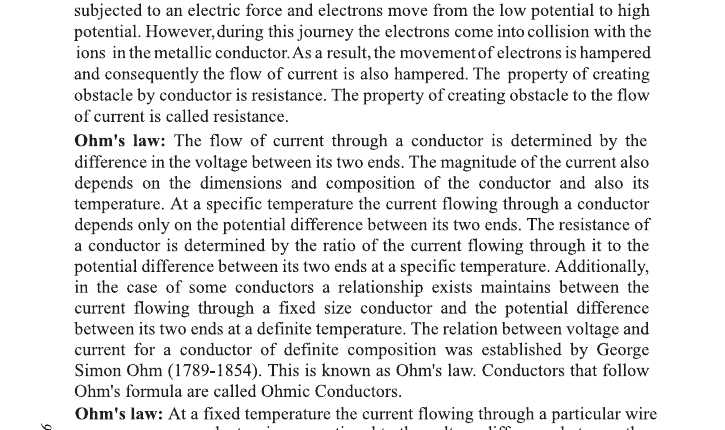 subjected to an electric force and electrons move from the low potential to high
potential. However, during this journey the electrons come into collision with the
ions in the metallic conductor. As a result, the movement of electrons is hampered
and consequently the flow of current is also hampered. The property of creating
obstacle by conductor is resistance. The property of creating obstacle to the flow
of current is called resistance.
Ohm's law: The flow of current through a conductor is determined by the
difference in the voltage between its two ends. The magnitude of the current also
depends on the dimensions and composition of the conductor and also its
temperature. At a specific temperature the current flowing through a conductor
depends only on the potential difference between its two ends. The resistance of
a conductor is determined by the ratio of the current flowing through it to the
potential difference between its two ends at a specific temperature. Additionally,
in the case of some conductors a relationship exists maintains between the
current flowing through a fixed size conductor and the potential difference
between its two ends at a definite temperature. The relation between voltage and
current for a conductor of definite composition was established by George
Simon Ohm (1789-1854). This is known as Ohm's law. Conductors that follow
Ohm's formula are called Ohmic Conductors.
Ohm's law: At a fixed temperature the current flowing through a particular wire